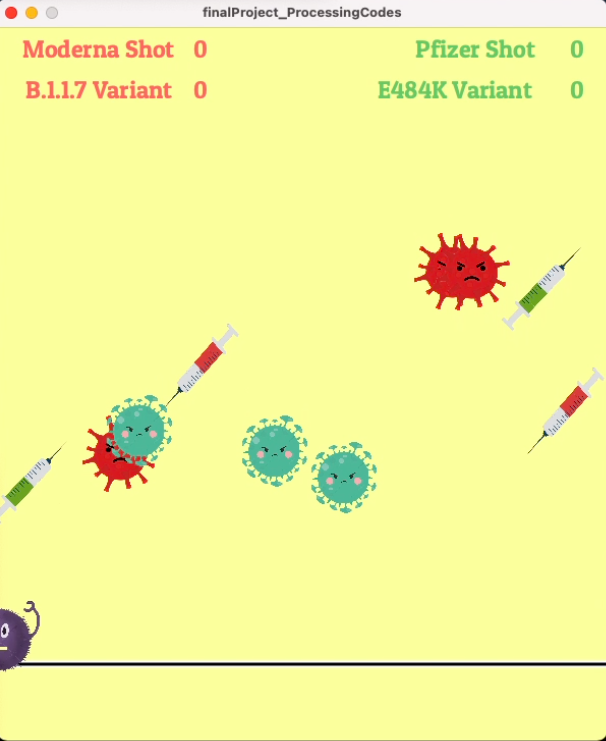 finalProject_ProcessingCodes
Moderna Shot 0 Pfizer Shot 0
B.1.1.7 Variant 0 E484K Variant 0